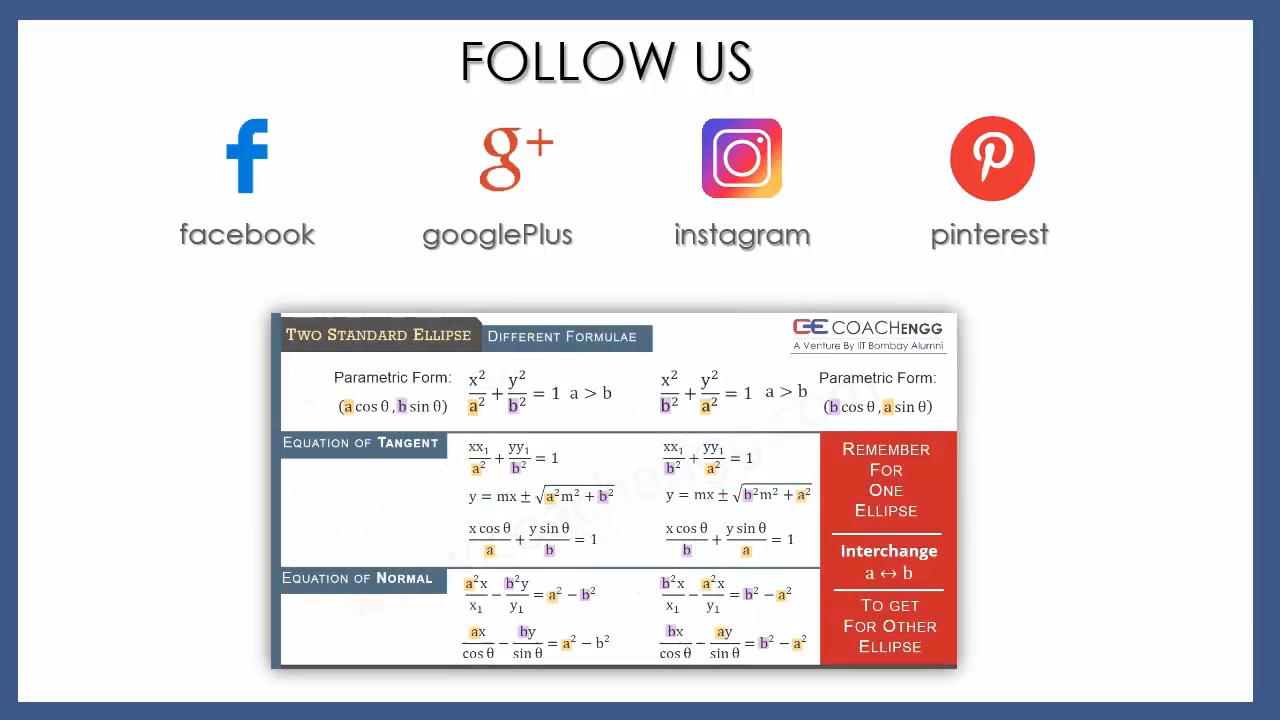 FOLLOW US
facebook
googlePlus
instagram
pinterest
TWO STANDARD ELLIPSE DIFFERENT FORMULAE
COACHENGG
A Venture By IIT Bombay Alumni
Parametric Form: x²/a² + y²/b² = 1 a > b x²/b² + y²/a² = 1 a > b Parametric Form:
(a cos θ , b sin θ) (b cos θ , a sin θ)
EQUATION OF TANGENT
xx₁/a² + yy₁/b² = 1 xx₁/b² + yy₁/a² = 1
y = mx ± √(a²m² + b²) y = mx ± √(b²m² + a²)
x cos θ/a + y sin θ/b = 1 x cos θ/b + y sin θ/a = 1
EQUATION OF NORMAL
a²x/x₁ − b²y/y₁ = a² − b² b²x/x₁ − a²x/y₁ = b² − a²
ax/cos θ − by/sin θ = a² − b² bx/cos θ − ay/sin θ = b² − a²
REMEMBER
FOR
ONE
ELLIPSE
Interchange
a ↔ b
TO GET
FOR OTHER
ELLIPSE